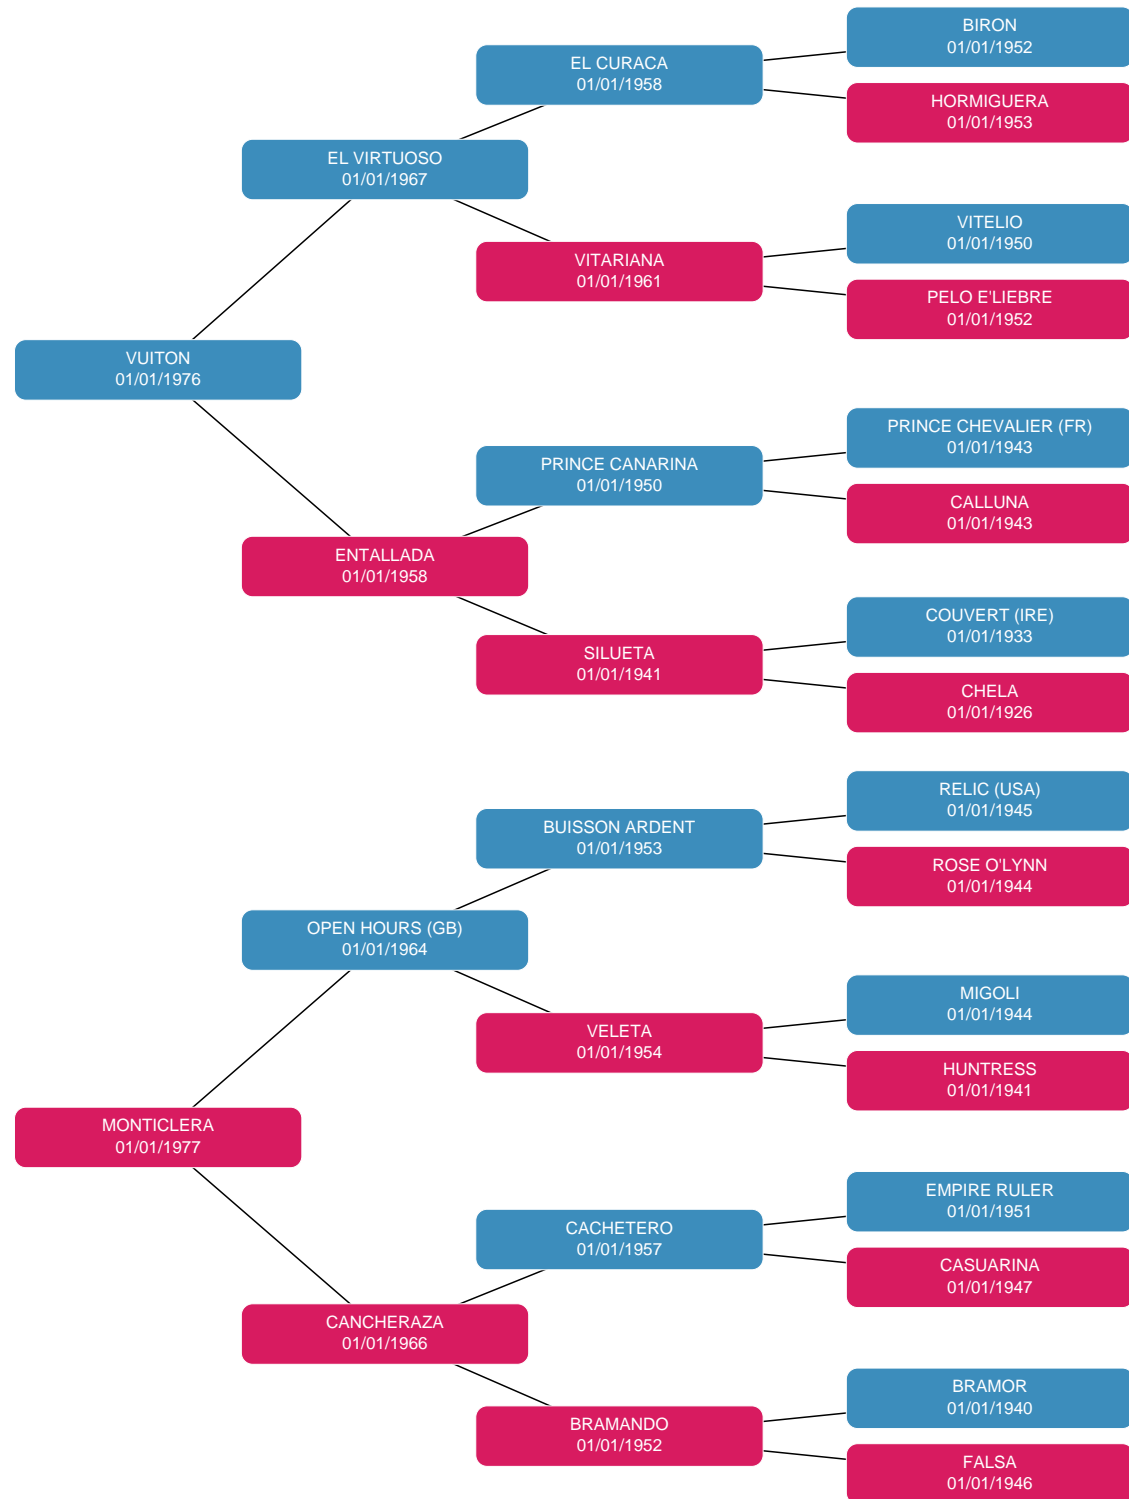 BIRON
01/01/1952
EL CURACA
01/01/1958
HORMIGUERA
01/01/1953
EL VIRTUOSO
01/01/1967
VITELIO
01/01/1950
VITARIANA
01/01/1961
PELO E'LIEBRE
01/01/1952
VUITON
01/01/1976
PRINCE CHEVALIER (FR)
01/01/1943
PRINCE CANARINA
01/01/1950
CALLUNA
01/01/1943
ENTALLADA
01/01/1958
COUVERT (IRE)
01/01/1933
SILUETA
01/01/1941
CHELA
01/01/1926
RELIC (USA)
01/01/1945
BUISSON ARDENT
01/01/1953
ROSE O'LYNN
01/01/1944
OPEN HOURS (GB)
01/01/1964
MIGOLI
01/01/1944
VELETA
01/01/1954
HUNTRESS
01/01/1941
MONTICLERA
01/01/1977
EMPIRE RULER
01/01/1951
CACHETERO
01/01/1957
CASUARINA
01/01/1947
CANCHERAZA
01/01/1966
BRAMOR
01/01/1940
BRAMANDO
01/01/1952
FALSA
01/01/1946